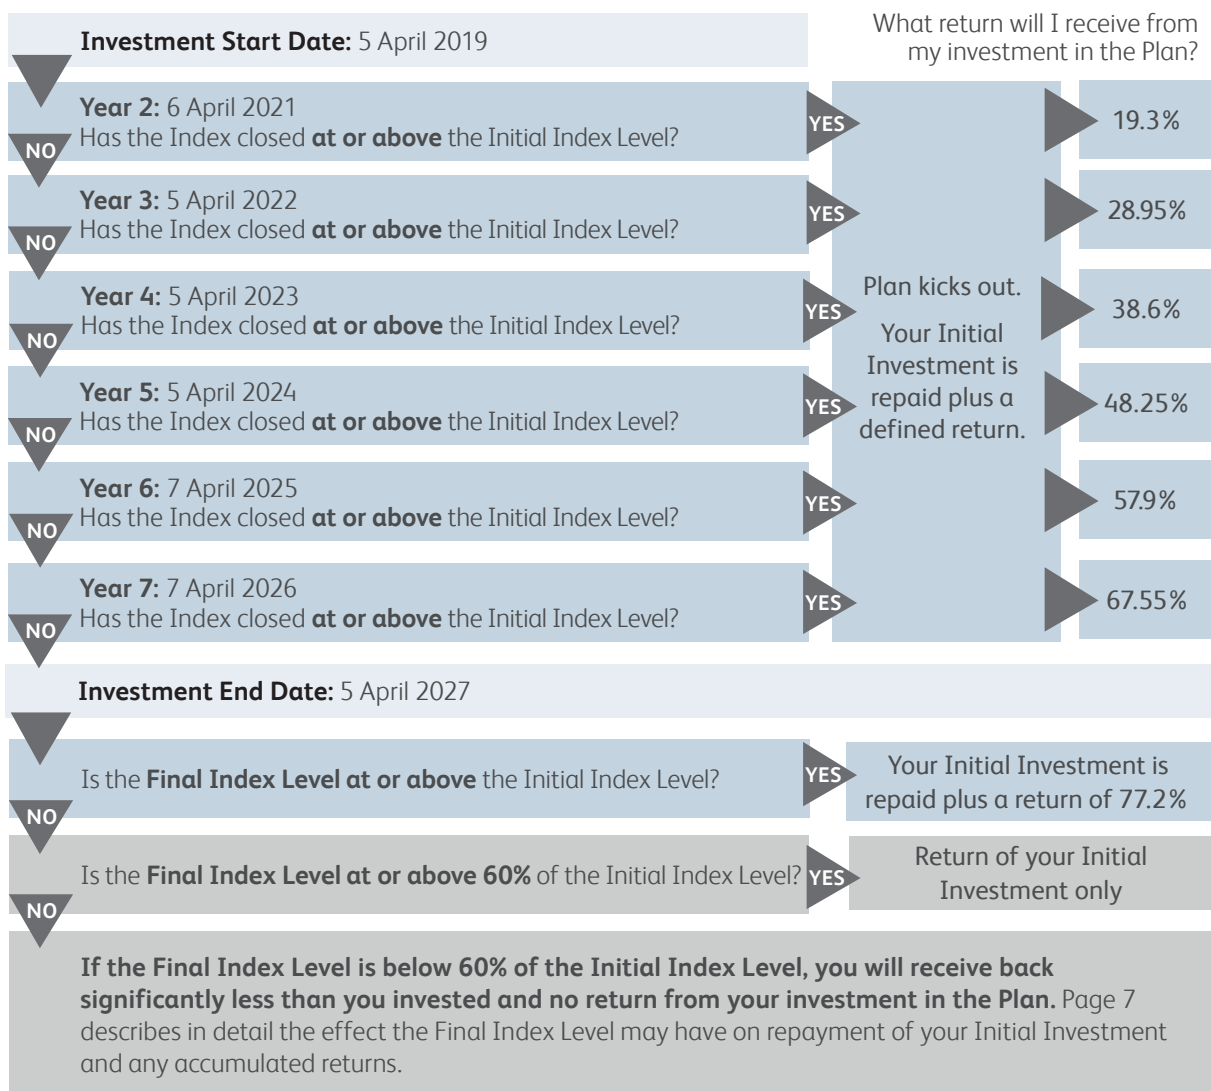 What return will I receive from
my investment in the Plan?
Investment Start Date: 5 April 2019
Year 2: 6 April 2021
Has the Index closed at or above the Initial Index Level?
YES
19.3%
NO
Year 3: 5 April 2022
Has the Index closed at or above the Initial Index Level?
YES
28.95%
NO
Year 4: 5 April 2023
Has the Index closed at or above the Initial Index Level?
YES
38.6%
NO
Year 5: 5 April 2024
Has the Index closed at or above the Initial Index Level?
YES
48.25%
NO
Year 6: 7 April 2025
Has the Index closed at or above the Initial Index Level?
YES
57.9%
NO
Year 7: 7 April 2026
Has the Index closed at or above the Initial Index Level?
YES
67.55%
NO
Plan kicks out.
Your Initial
Investment is
repaid plus a
defined return.
Investment End Date: 5 April 2027
Is the Final Index Level at or above the Initial Index Level?
YES
Your Initial Investment is
repaid plus a return of 77.2%
NO
Is the Final Index Level at or above 60% of the Initial Index Level?
YES
Return of your Initial
Investment only
NO
If the Final Index Level is below 60% of the Initial Index Level, you will receive back
significantly less than you invested and no return from your investment in the Plan. Page 7
describes in detail the effect the Final Index Level may have on repayment of your Initial Investment
and any accumulated returns.